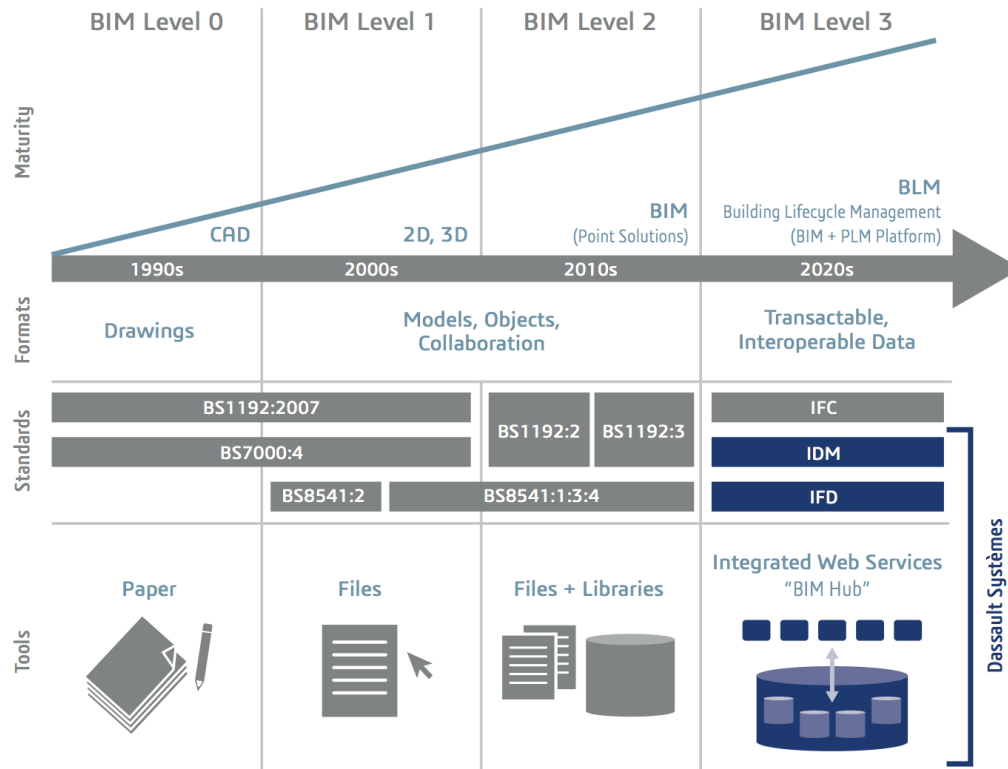 BIM Level 0
BIM Level 1
BIM Level 2
BIM Level 3
Maturity
CAD
2D, 3D
BIM
(Point Solutions)
BLM
Building Lifecycle Management
(BIM + PLM Platform)
1990s
2000s
2010s
2020s
Formats
Drawings
Models, Objects,
Collaboration
Transactable,
Interoperable Data
Standards
BS1192:2007
BS7000:4
BS8541:2
BS8541:1:3:4
BS1192:2
BS1192:3
IFC
IDM
IFD
Tools
Paper
Files
Files + Libraries
Integrated Web Services
“BIM Hub”
Dassault Systèmes